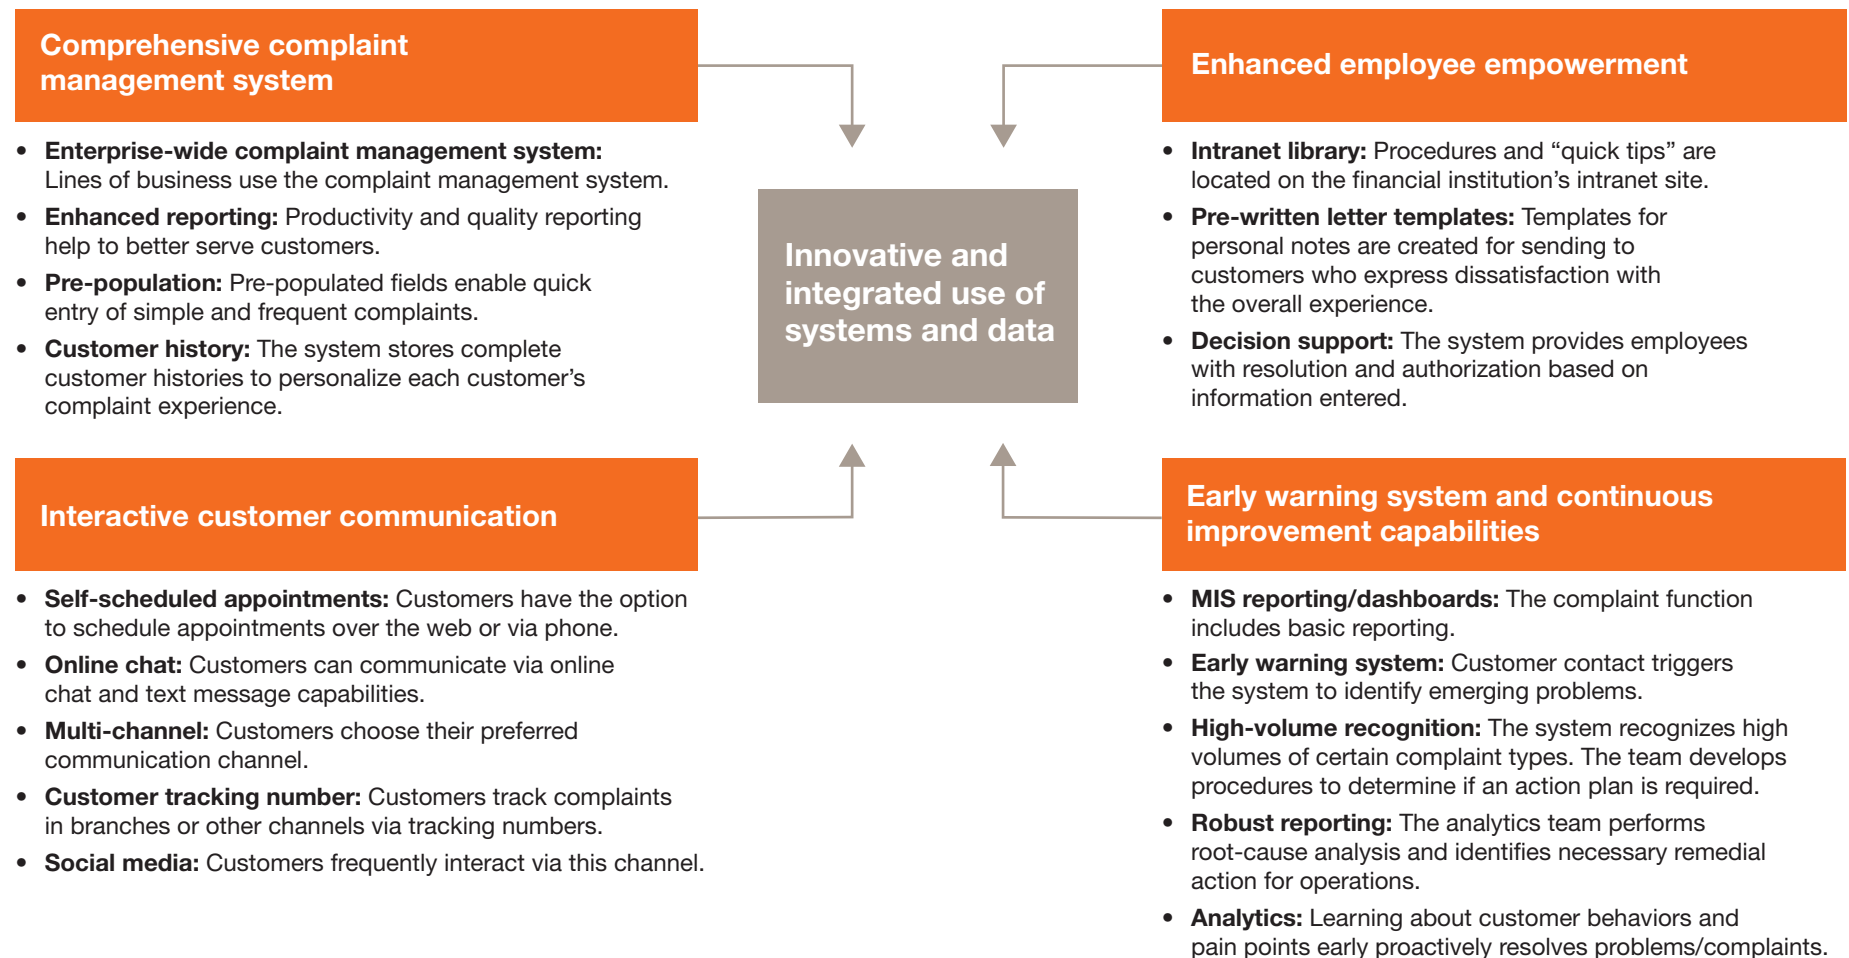 Comprehensive complaint
management system
• Enterprise-wide complaint management system:
Lines of business use the complaint management system.
• Enhanced reporting: Productivity and quality reporting
help to better serve customers.
• Pre-population: Pre-populated fields enable quick
entry of simple and frequent complaints.
• Customer history: The system stores complete
customer histories to personalize each customer’s
complaint experience.
Innovative and
integrated use of
systems and data
Enhanced employee empowerment
• Intranet library: Procedures and “quick tips” are
located on the financial institution’s intranet site.
• Pre-written letter templates: Templates for
personal notes are created for sending to
customers who express dissatisfaction with
the overall experience.
• Decision support: The system provides employees
with resolution and authorization based on
information entered.
Interactive customer communication
• Self-scheduled appointments: Customers have the option
to schedule appointments over the web or via phone.
• Online chat: Customers can communicate via online
chat and text message capabilities.
• Multi-channel: Customers choose their preferred
communication channel.
• Customer tracking number: Customers track complaints
in branches or other channels via tracking numbers.
• Social media: Customers frequently interact via this channel.
Early warning system and continuous
improvement capabilities
• MIS reporting/dashboards: The complaint function
includes basic reporting.
• Early warning system: Customer contact triggers
the system to identify emerging problems.
• High-volume recognition: The system recognizes high
volumes of certain complaint types. The team develops
procedures to determine if an action plan is required.
• Robust reporting: The analytics team performs
root-cause analysis and identifies necessary remedial
action for operations.
• Analytics: Learning about customer behaviors and
pain points early proactively resolves problems/complaints.